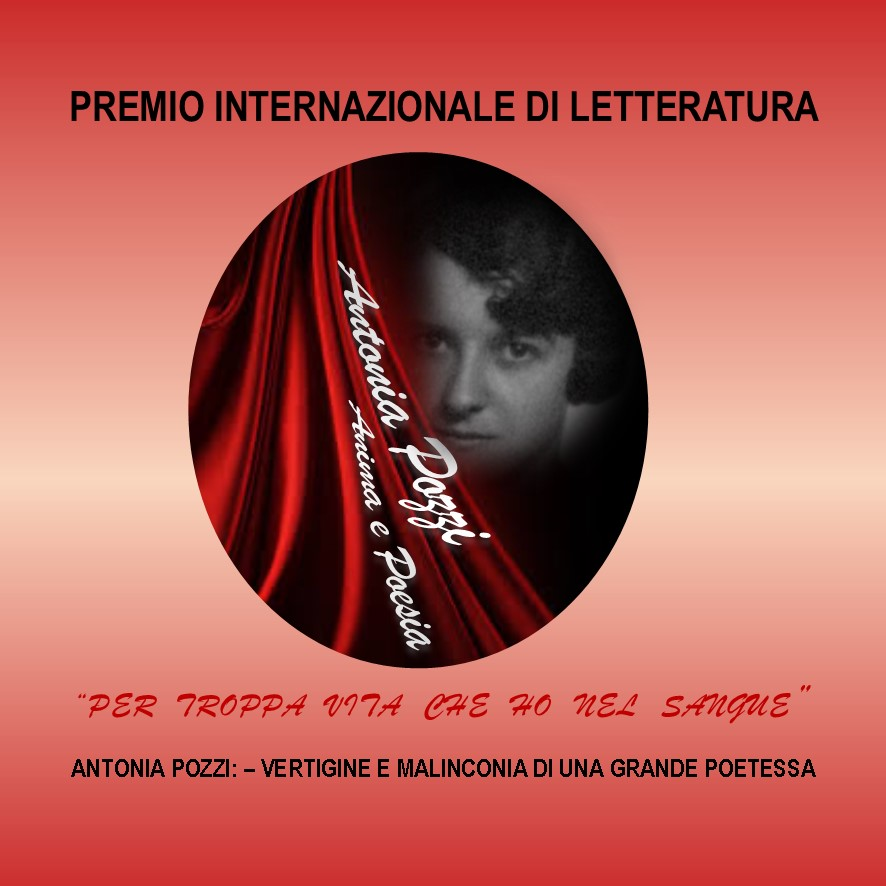 PREMIO INTERNAZIONALE DI LETTERATURA
Antonia Pozzi
Anima e Poesia
“PER TROPPA VITA CHE HO NEL SANGUE”
ANTONIA POZZI: – VERTIGINE E MALINCONIA DI UNA GRANDE POETESSA